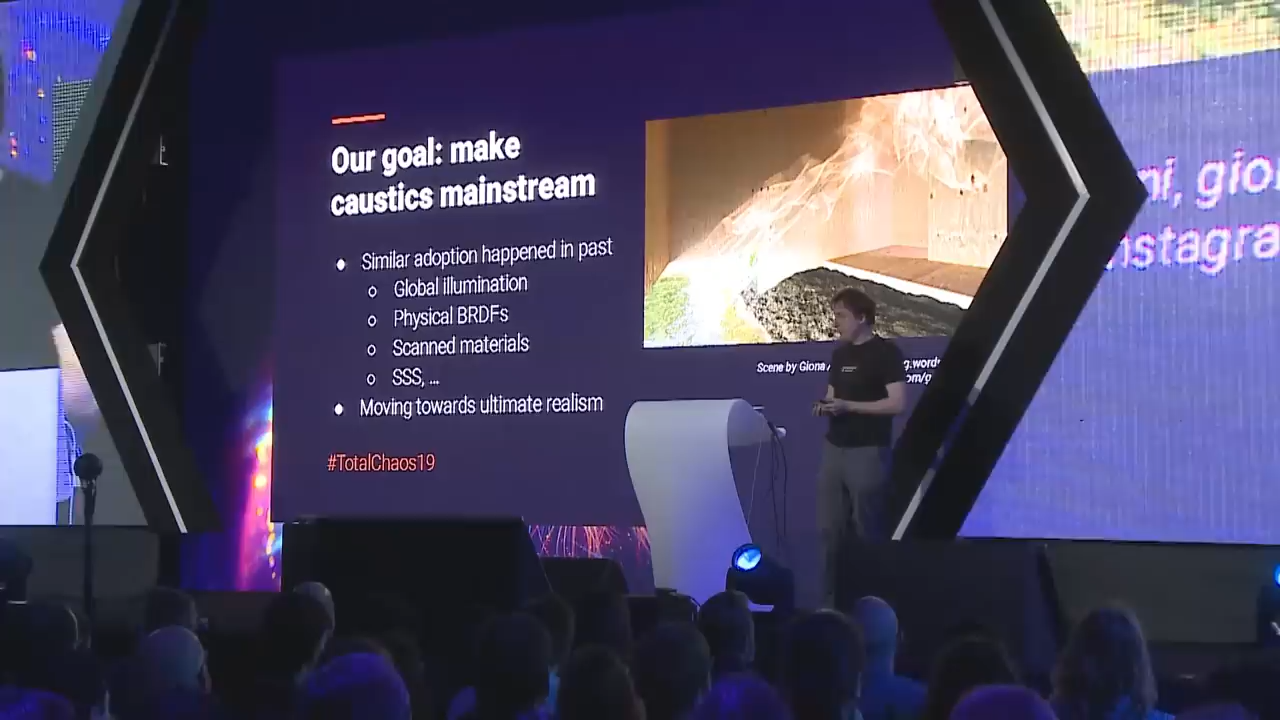 Our goal: make
caustics mainstream
● Similar adoption happened in past
○ Global illumination
○ Physical BRDFs
○ Scanned materials
○ SSS, ...
● Moving towards ultimate realism
#TotalChaos19
Scene by Giona